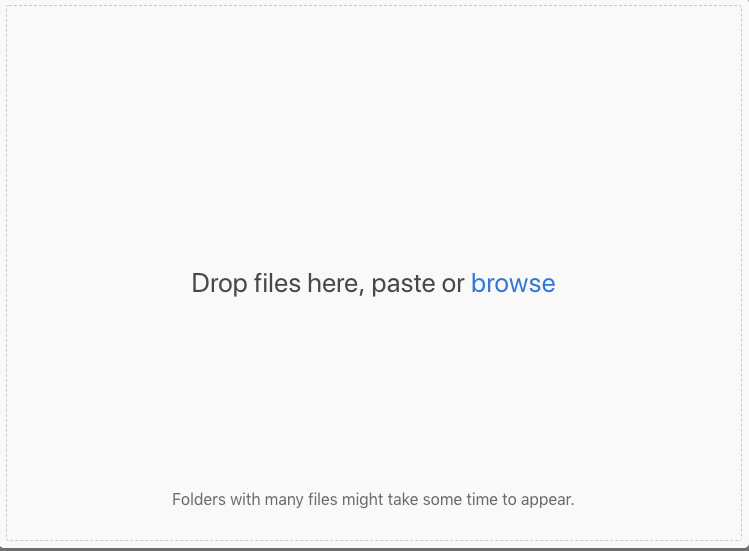 Drop files here, paste or browse
Folders with many files might take some time to appear.